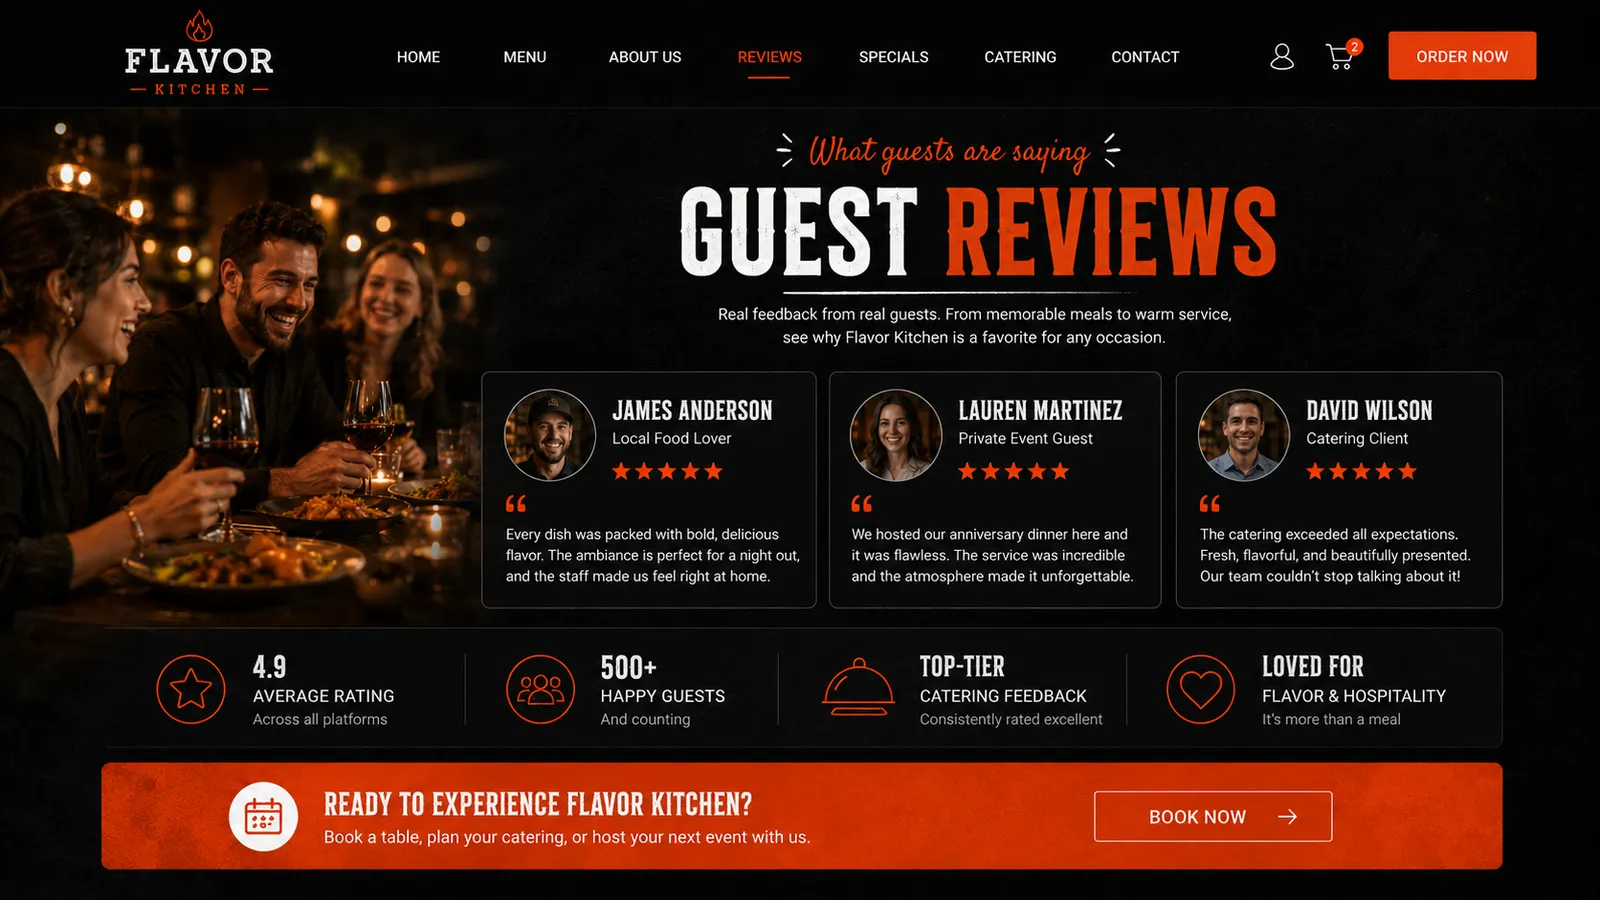 FLAVOR
KITCHEN
HOME
MENU
ABOUT US
REVIEWS
SPECIALS
CATERING
CONTACT
2
ORDER NOW
What guests are saying
GUEST REVIEWS
Real feedback from real guests. From memorable meals to warm service,
see why Flavor Kitchen is a favorite for any occasion.
JAMES ANDERSON
Local Food Lover
“
Every dish was packed with bold, delicious
flavor. The ambiance is perfect for a night out,
and the staff made us feel right at home.
LAUREN MARTINEZ
Private Event Guest
“
We hosted our anniversary dinner here and
it was flawless. The service was incredible
and the atmosphere made it unforgettable.
DAVID WILSON
Catering Client
“
The catering exceeded all expectations.
Fresh, flavorful, and beautifully presented.
Our team couldn’t stop talking about it!
4.9
AVERAGE RATING
Across all platforms
500+
HAPPY GUESTS
And counting
TOP-TIER
CATERING FEEDBACK
Consistently rated excellent
LOVED FOR
FLAVOR & HOSPITALITY
It’s more than a meal
READY TO EXPERIENCE FLAVOR KITCHEN?
Book a table, plan your catering, or host your next event with us.
BOOK NOW